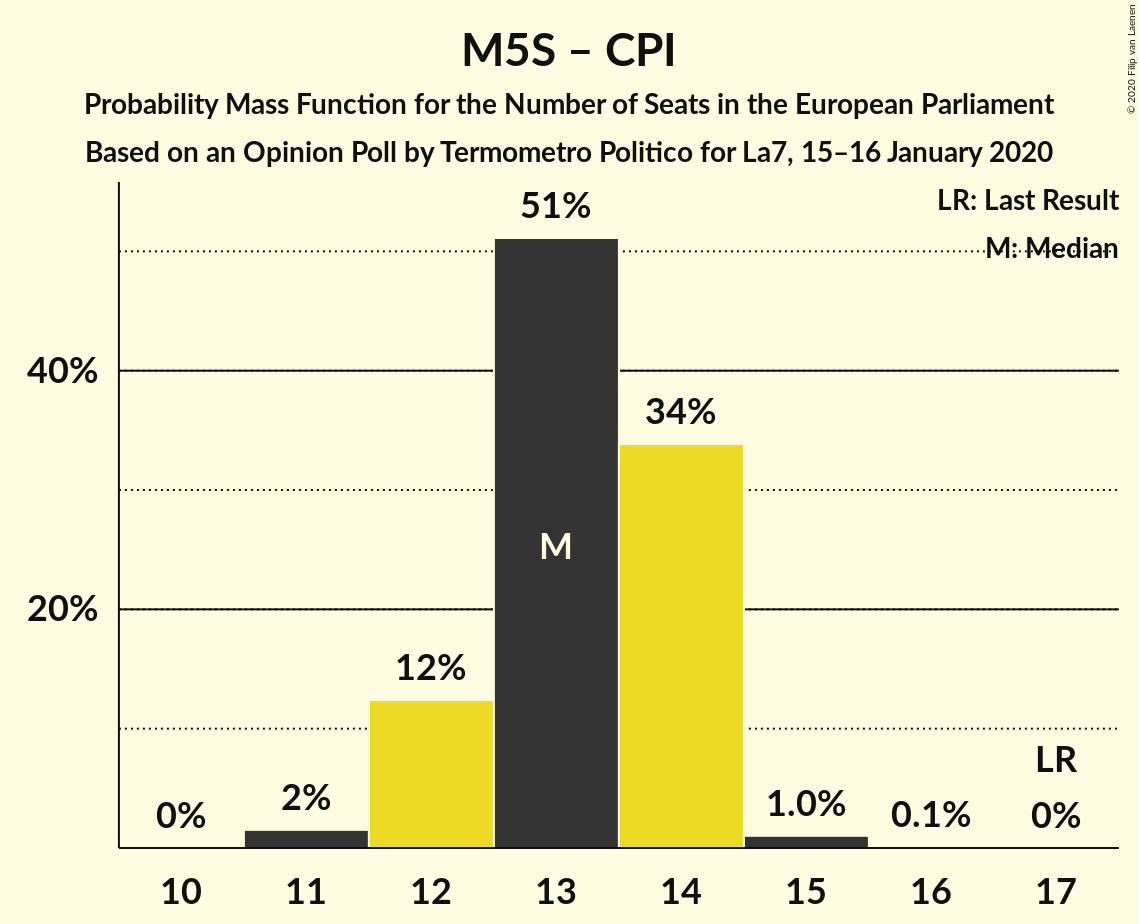 M5S – CPI
Probability Mass Function for the Number of Seats in the European Parliament
Based on an Opinion Poll by Termometro Politico for La7, 15–16 January 2020
© 2020 Filip van Laenen
LR: Last Result
M: Median
51%
40%
34%
M
20%
12%
LR
2%
1.0%
0%
0.1%
0%
10 11 12 13 14 15 16 17